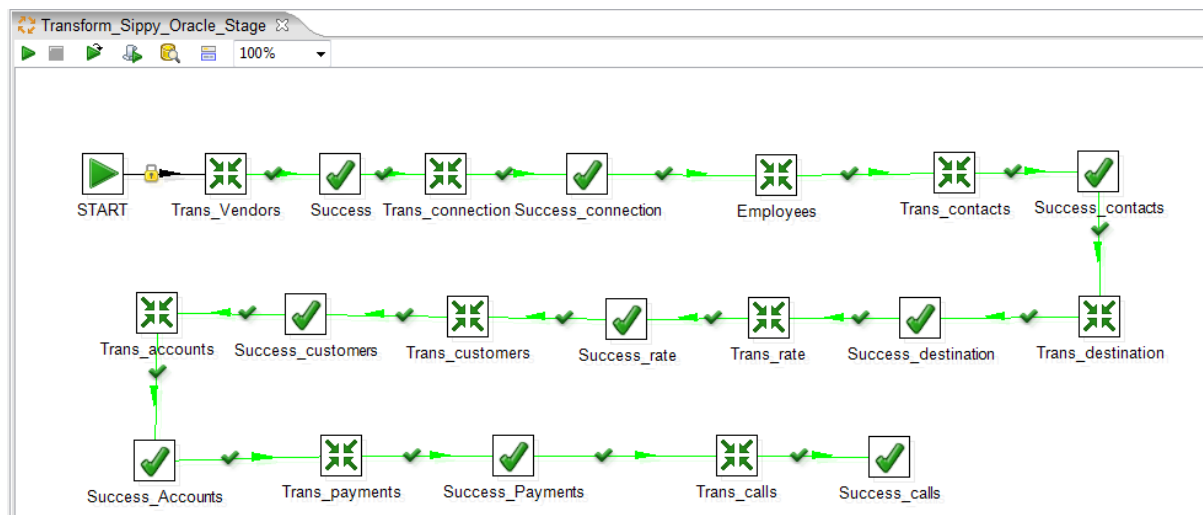 Transform_Sippy_Oracle_Stage
100%
START
Trans_Vendors
Success
Trans_connection
Success_connection
Employees
Trans_contacts
Success_contacts
Trans_accounts
Success_customers
Trans_customers
Success_rate
Trans_rate
Success_destination
Trans_destination
Success_Accounts
Trans_payments
Success_Payments
Trans_calls
Success_calls